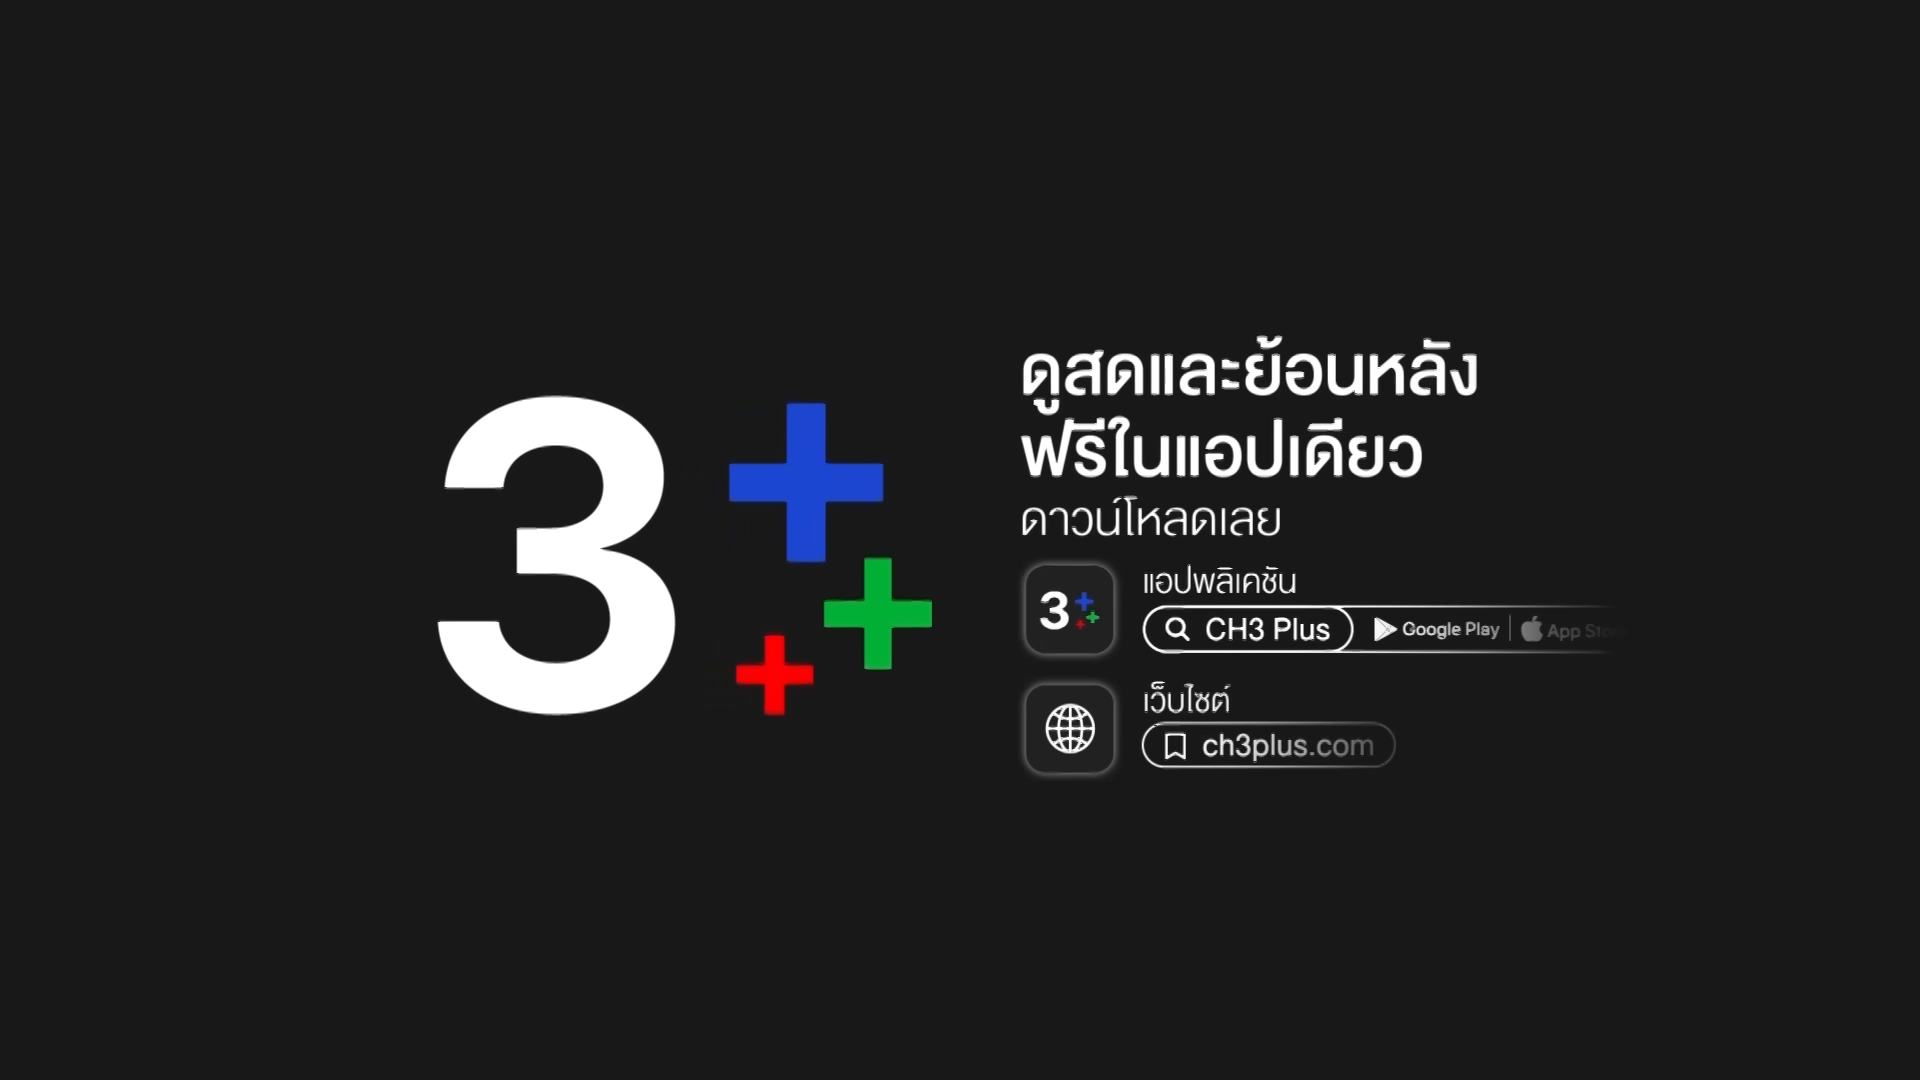 3+++
ดูสดและย้อนหลัง
ฟรีในแอปเดียว
ดาวน์โหลดเลย
3+++
แอปพลิเคชัน
CH3 Plus Google Play App Store
เว็บไซต์
ch3plus.com